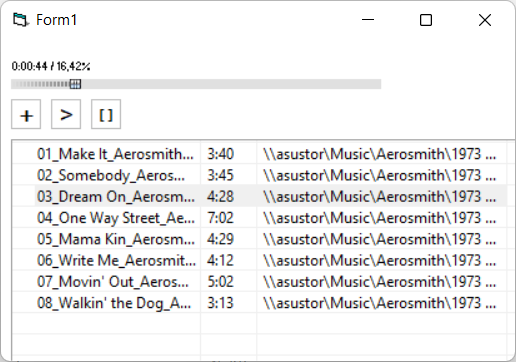 Form1
0:00:44 / 16,42%
+ > []
01_Make It_Aerosmith... 3:40 \\asustor\Music\Aerosmith\1973 ...
02_Somebody_Aeros... 3:45 \\asustor\Music\Aerosmith\1973 ...
03_Dream On_Aerosm... 4:28 \\asustor\Music\Aerosmith\1973 ...
04_One Way Street_Ae... 7:02 \\asustor\Music\Aerosmith\1973 ...
05_Mama Kin_Aerosm... 4:29 \\asustor\Music\Aerosmith\1973 ...
06_Write Me_Aerosmit... 4:12 \\asustor\Music\Aerosmith\1973 ...
07_Movin' Out_Aeros... 5:02 \\asustor\Music\Aerosmith\1973 ...
08_Walkin' the Dog_A... 3:13 \\asustor\Music\Aerosmith\1973 ...